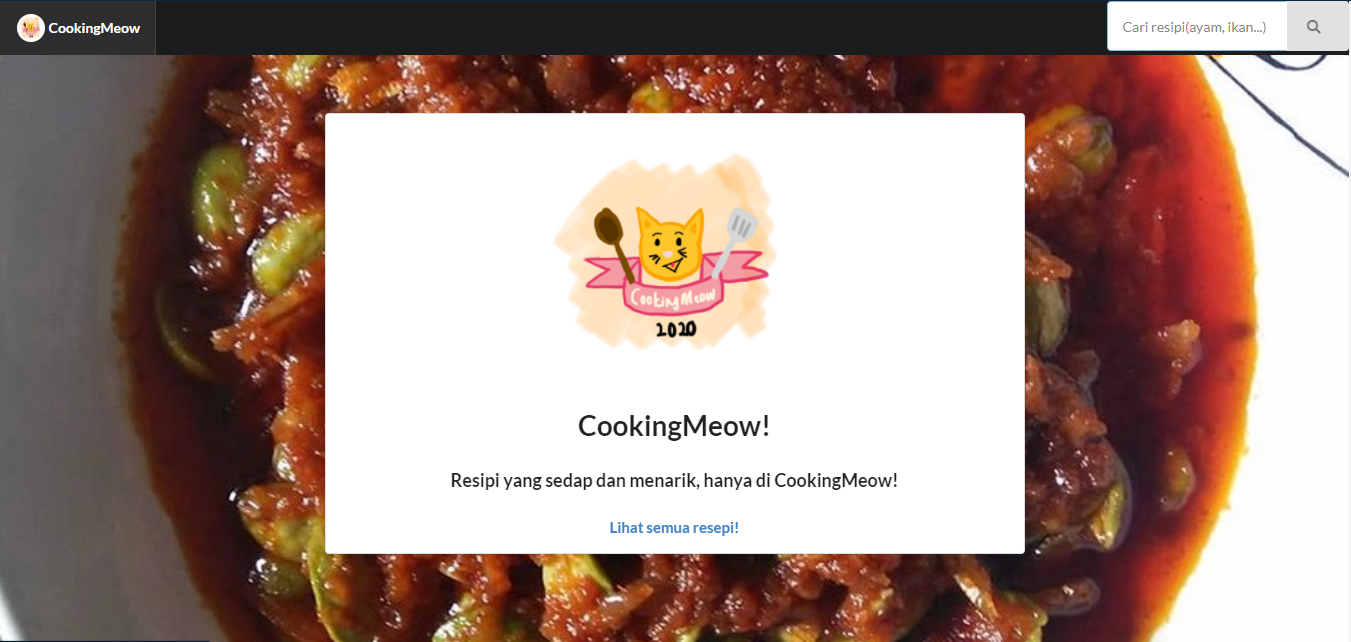 CookingMeow
Cari resipi(ayam, ikan...)
CookingMeow
2020
CookingMeow!
Resipi yang sedap dan menarik, hanya di CookingMeow!
Lihat semua resepi!